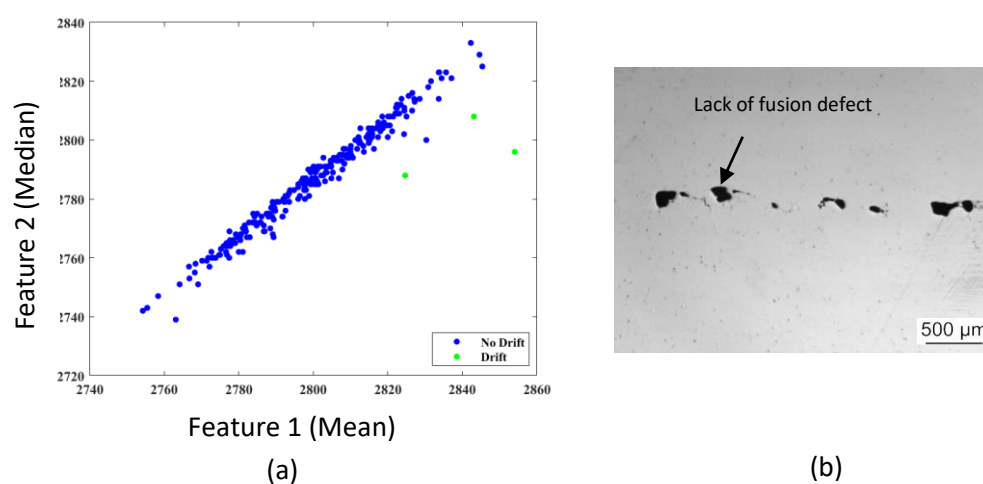 2840
2820
2800
2780
2760
2740
2720
Feature 2 (Median)
No Drift
Drift
2740 2760 2780 2800 2820 2840 2860
Feature 1 (Mean)
(a)
Lack of fusion defect
500 µm
(b)